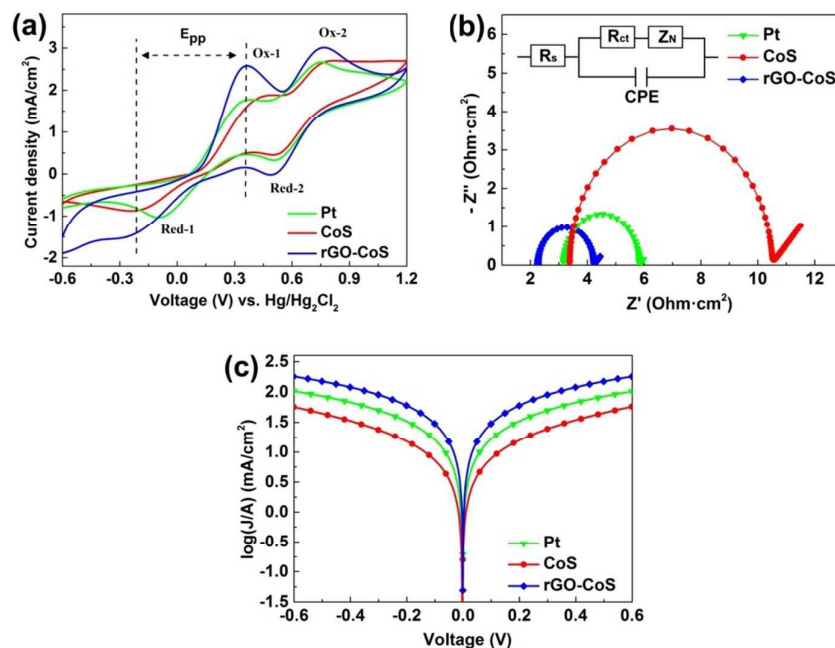 (a)
Epp
Ox-1
Ox-2
Red-1
Red-2
Pt
CoS
rGO-CoS
Current density (mA/cm²)
3
2
1
0
-1
-2
-0.6 -0.3 0.0 0.3 0.6 0.9 1.2
Voltage (V) vs. Hg/Hg₂Cl₂
(b)
Rs
Rct
ZN
CPE
Pt
CoS
rGO-CoS
- Z'' (Ohm·cm²)
6
5
4
3
2
1
0
2 4 6 8 10 12
Z' (Ohm·cm²)
(c)
log(J/A) (mA/cm²)
2.5
2.0
1.5
1.0
0.5
0.0
-0.5
-1.0
-1.5
Pt
CoS
rGO-CoS
-0.6 -0.4 -0.2 0.0 0.2 0.4 0.6
Voltage (V)